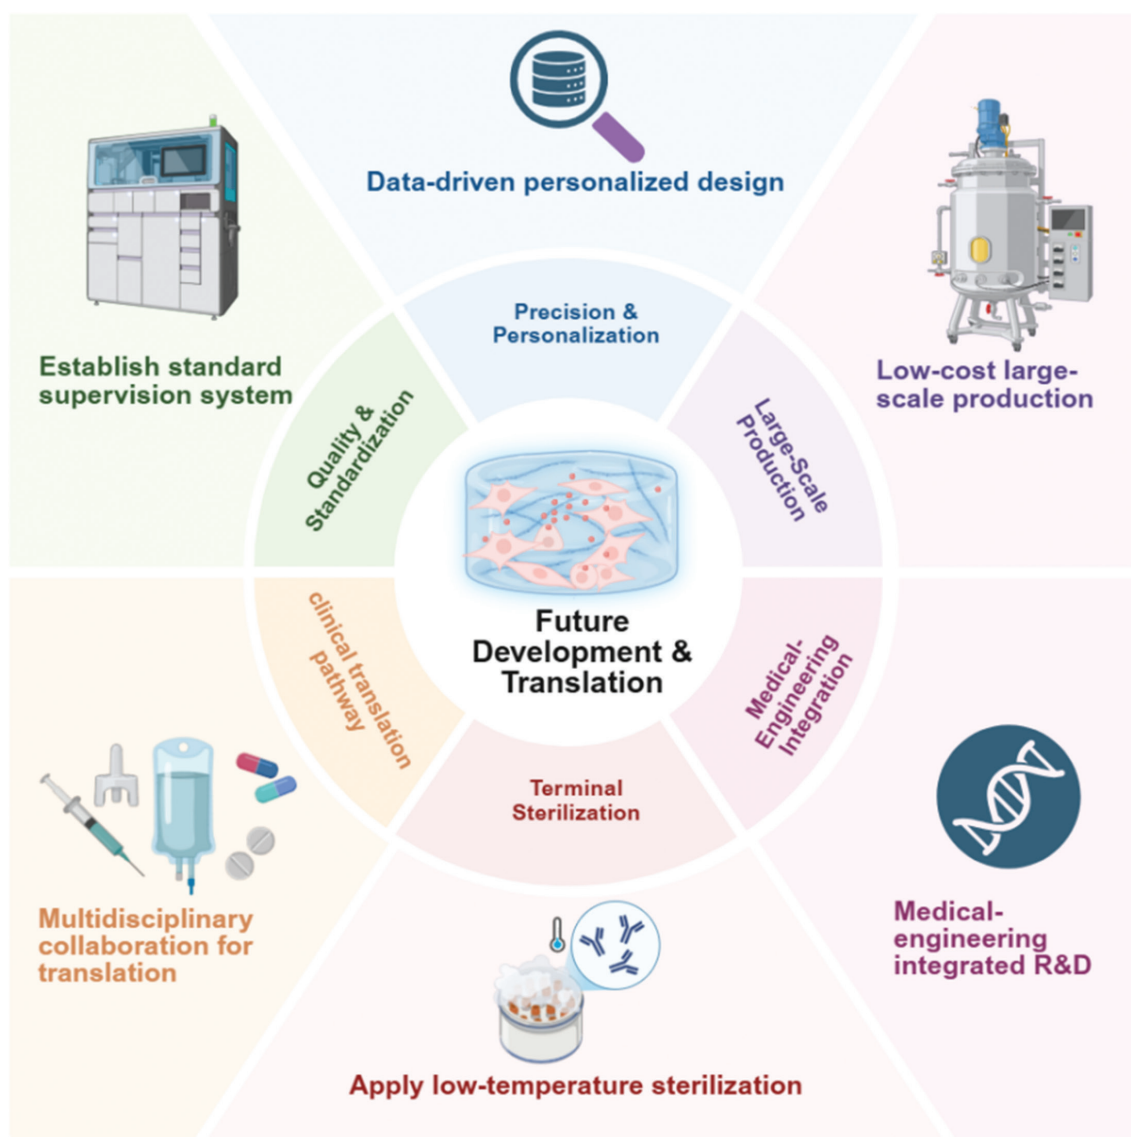 Data-driven personalized design
Precision &
Personalization
Establish standard
supervision system
Quality &
Standardization
Large-Scale
Production
Low-cost large-
scale production
Future
Development &
Translation
clinical translation
pathway
Medical-
Engineering
Integration
Terminal
Sterilization
Multidisciplinary
collaboration for
translation
Medical-
engineering
integrated R&D
Apply low-temperature sterilization